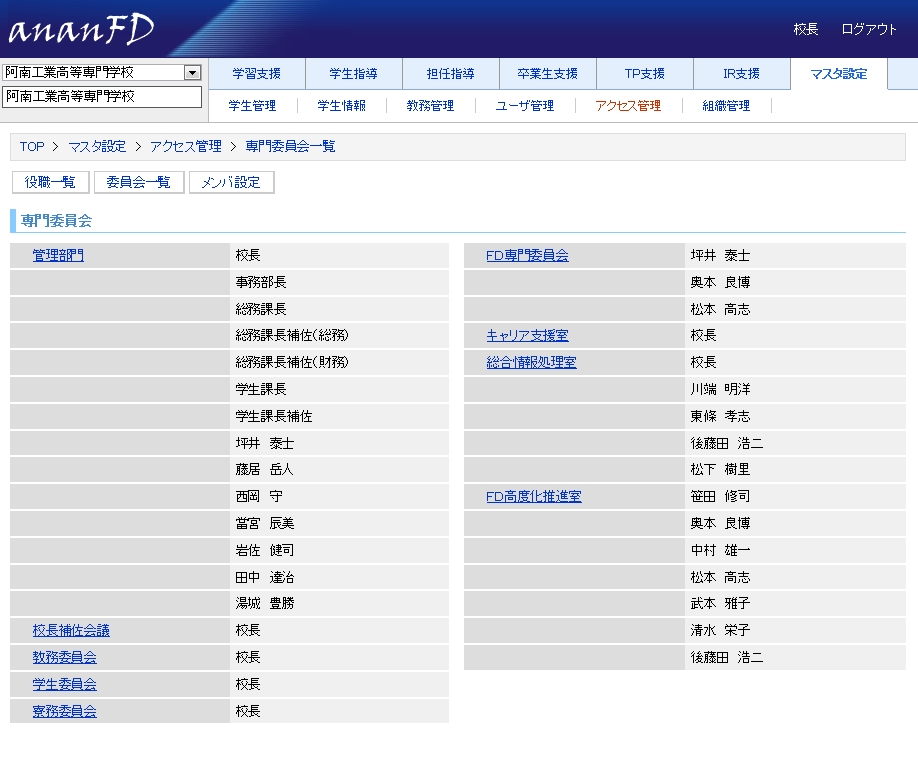 ananFD
校長 ログアウト
阿南工業高等専門学校
阿南工業高等専門学校
学習支援 学生指導 担任指導 卒業生支援 TP支援 IR支援 マスタ設定
学生管理 学生情報 教務管理 ユーザ管理 アクセス管理 組織管理
TOP > マスタ設定 > アクセス管理 > 専門委員会一覧
役職一覧 委員会一覧 メンバ設定
専門委員会
管理部門 校長
事務部長
総務課長
総務課長補佐(総務)
総務課長補佐(財務)
学生課長
学生課長補佐
坪井 泰士
藤居 岳人
西岡 守
當宮 辰美
岩佐 健司
田中 達治
湯城 豊勝
校長補佐会議 校長
教務委員会 校長
学生委員会 校長
寮務委員会 校長
FD専門委員会 坪井 泰士
奥本 良博
松本 高志
キャリア支援室 校長
総合情報処理室 校長
川端 明洋
東條 孝志
後藤田 浩二
松下 樹里
FD高度化推進室 笹田 修司
奥本 良博
中村 雄一
松本 高志
武本 雅子
清水 栄子
後藤田 浩二